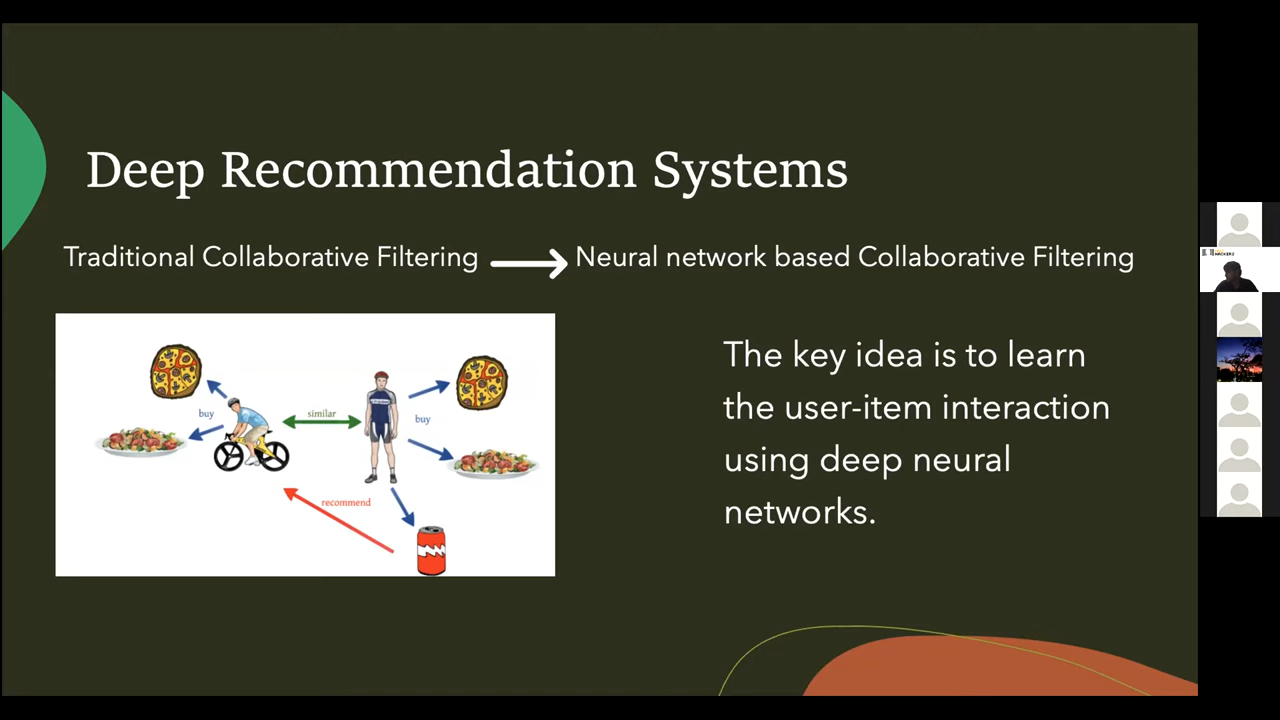 Deep Recommendation Systems
Traditional Collaborative Filtering
Neural network based Collaborative Filtering
buy
similar
buy
recommend
The key idea is to learn
the user-item interaction
using deep neural
networks.